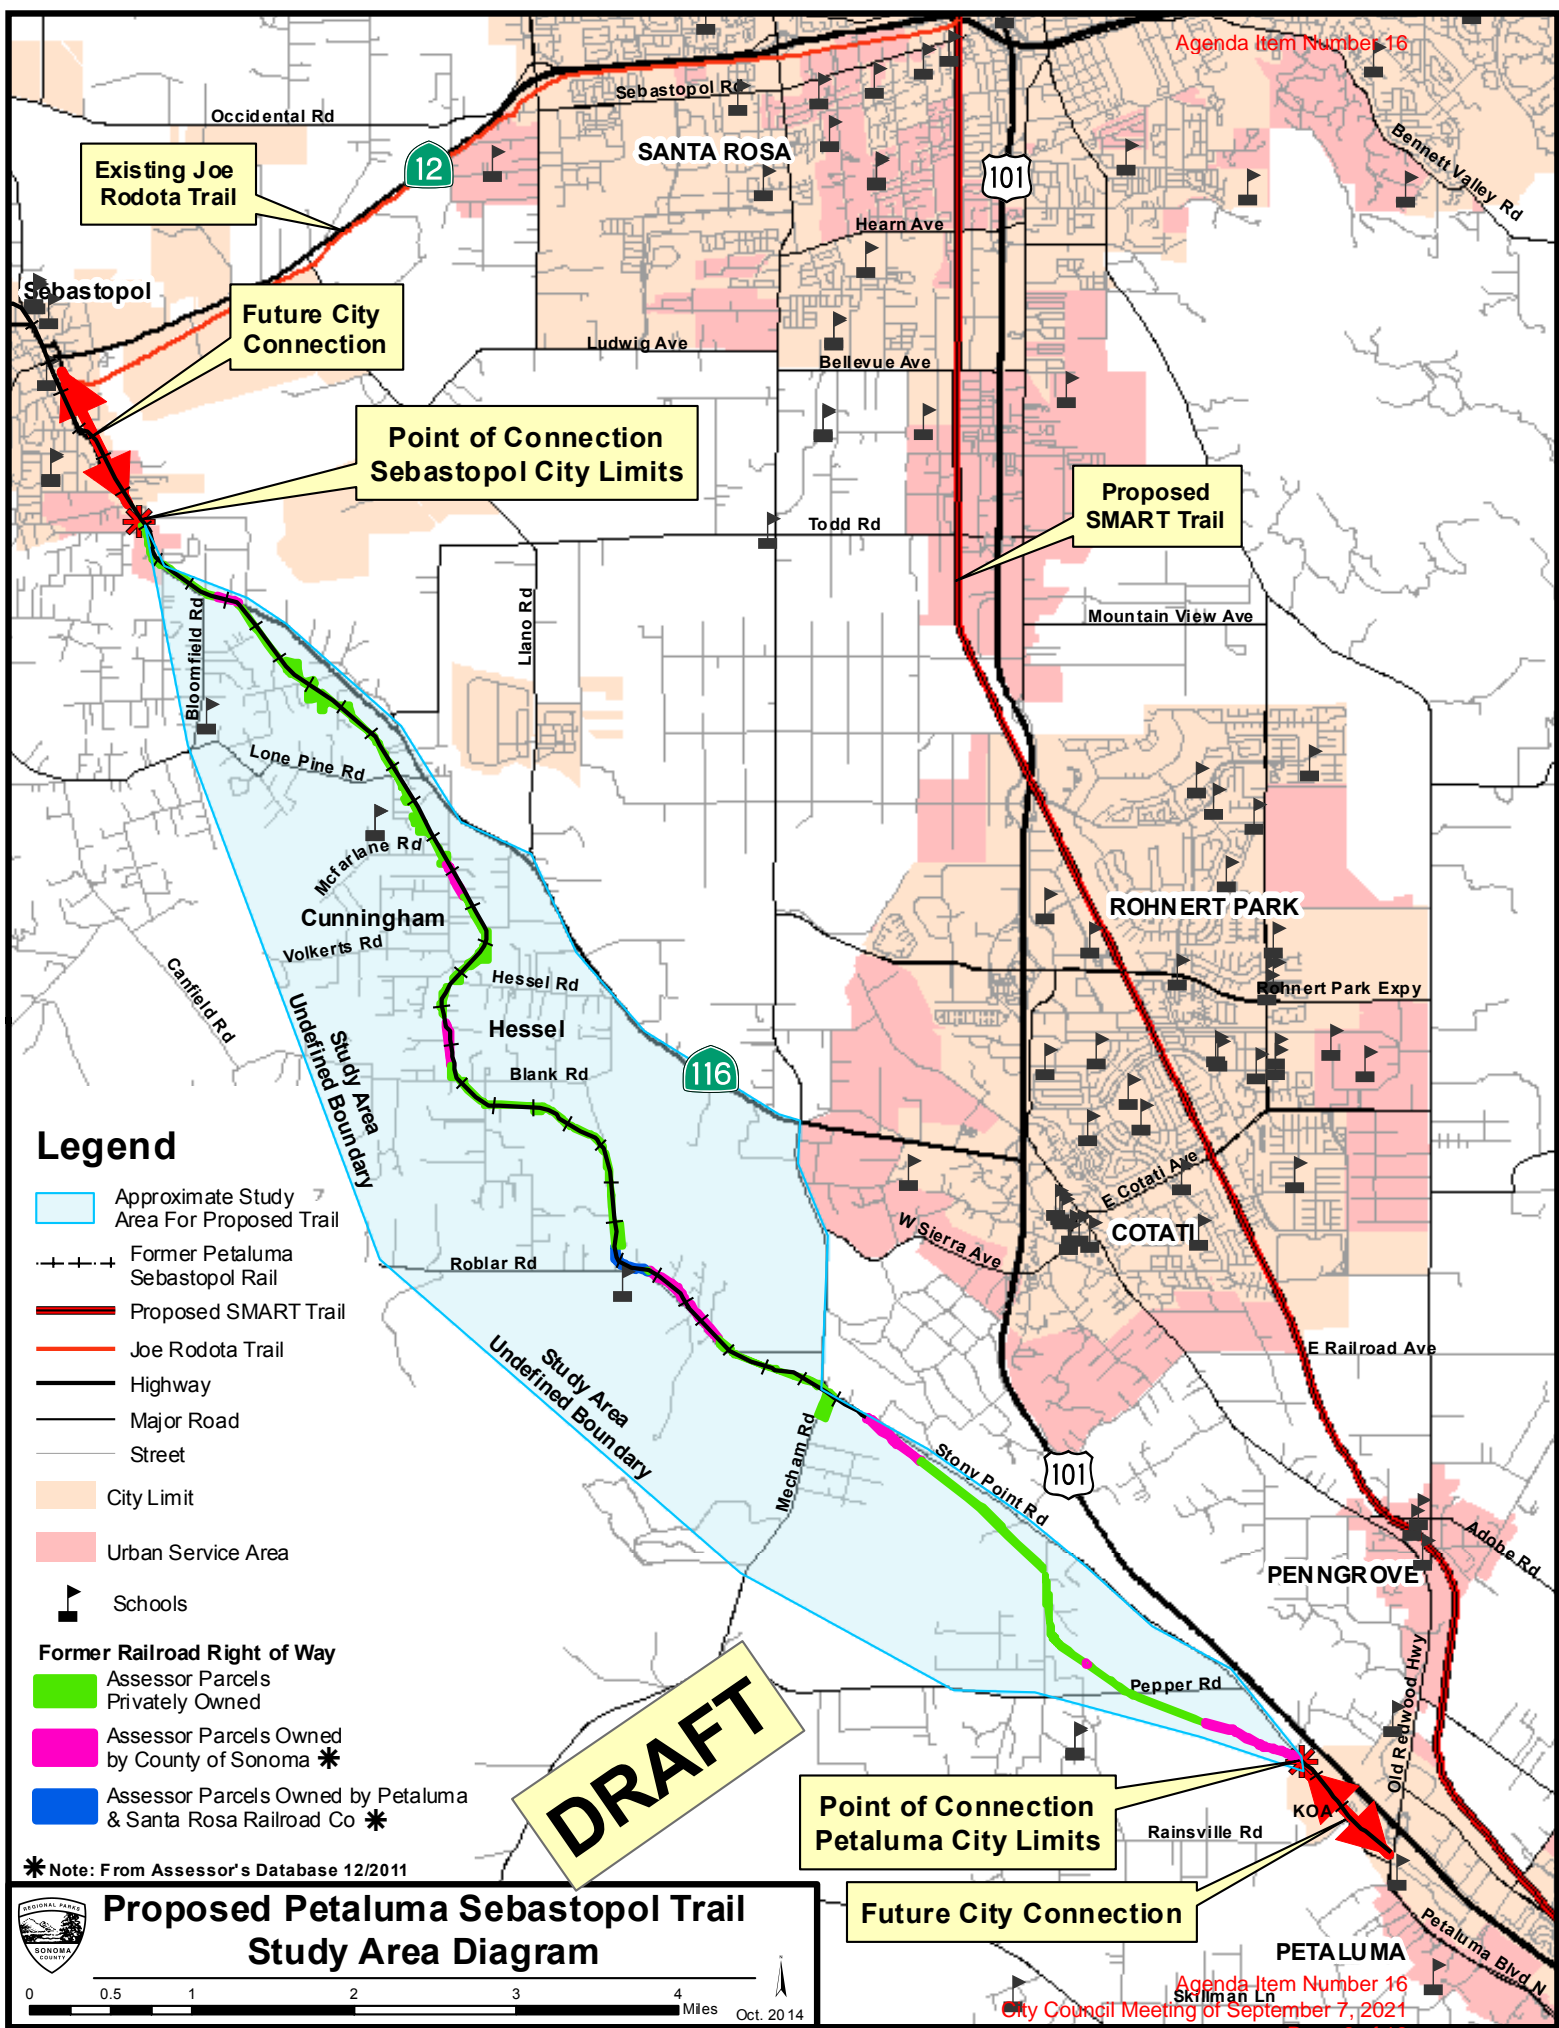 Agenda Item Number 16
Occidental Rd
Sebastopol Rd
SANTA ROSA
12
101
Bennett Valley Rd
Existing Joe
Rodota Trail
Hearn Ave
Sebastopol
Future City
Connection
Ludwig Ave
Bellevue Ave
Point of Connection
Sebastopol City Limits
Proposed
SMART Trail
Todd Rd
Llano Rd
Bloomfield Rd
Mountain View Ave
Lone Pine Rd
Mcfarlane Rd
Cunningham
Volkerts Rd
ROHNERT PARK
Canfield Rd
Hessel Rd
Rohnert Park Expy
Study Area
Undefined Boundary
Hessel
Blank Rd
116
E Cotati Ave
COTATI
W Sierra Ave
Roblar Rd
E Railroad Ave
Study Area
Undefined Boundary
Mecham Rd
Stony Point Rd
101
Adobe Rd
PENNGROVE
Old Redwood Hwy
Pepper Rd
Legend
Approximate Study
Area For Proposed Trail
Former Petaluma
Sebastopol Rail
Proposed SMART Trail
Joe Rodota Trail
Highway
Major Road
Street
City Limit
Urban Service Area
Schools
Former Railroad Right of Way
Assessor Parcels
Privately Owned
Assessor Parcels Owned
by County of Sonoma ✱
Assessor Parcels Owned by Petaluma
& Santa Rosa Railroad Co ✱
✱ Note: From Assessor's Database 12/2011
DRAFT
Point of Connection
Petaluma City Limits
KOA
Rainsville Rd
Future City Connection
PETALUMA
Petaluma Blvd N
Skillman Ln
REGIONAL PARKS
SONOMA
COUNTY
Proposed Petaluma Sebastopol Trail
Study Area Diagram
0 0.5 1 2 3 4
Miles
N
Oct. 2014
Agenda Item Number 16
City Council Meeting of September 7, 2021